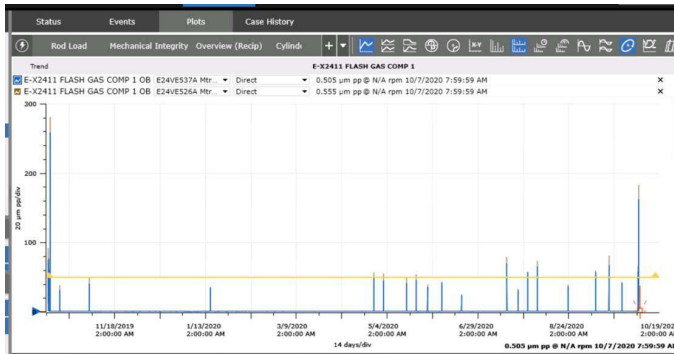 Status Events Plots Case History
Rod Load Mechanical Integrity Overview (Recip) Cylind + X-Y
Trend E-X2411 FLASH GAS COMP 1
E-X2411 FLASH GAS COMP 1 OB E24VE537A Mtr... Direct 0.505 µm pp @ N/A rpm 10/7/2020 7:59:59 AM
E-X2411 FLASH GAS COMP 1 OB E24VE526A Mtr... Direct 0.555 µm pp @ N/A rpm 10/7/2020 7:59:59 AM
300
200
100
20 µm pp/div
11/18/2019 1/13/2020 3/9/2020 5/4/2020 6/29/2020 8/24/2020 10/19/202
2:00:00 AM 2:00:00 AM 2:00:00 AM 2:00:00 AM 2:00:00 AM 2:00:00 AM 2:00:00 A
14 days/div 0.505 µm pp @ N/A rpm 10/7/2020 7:59:59 AM